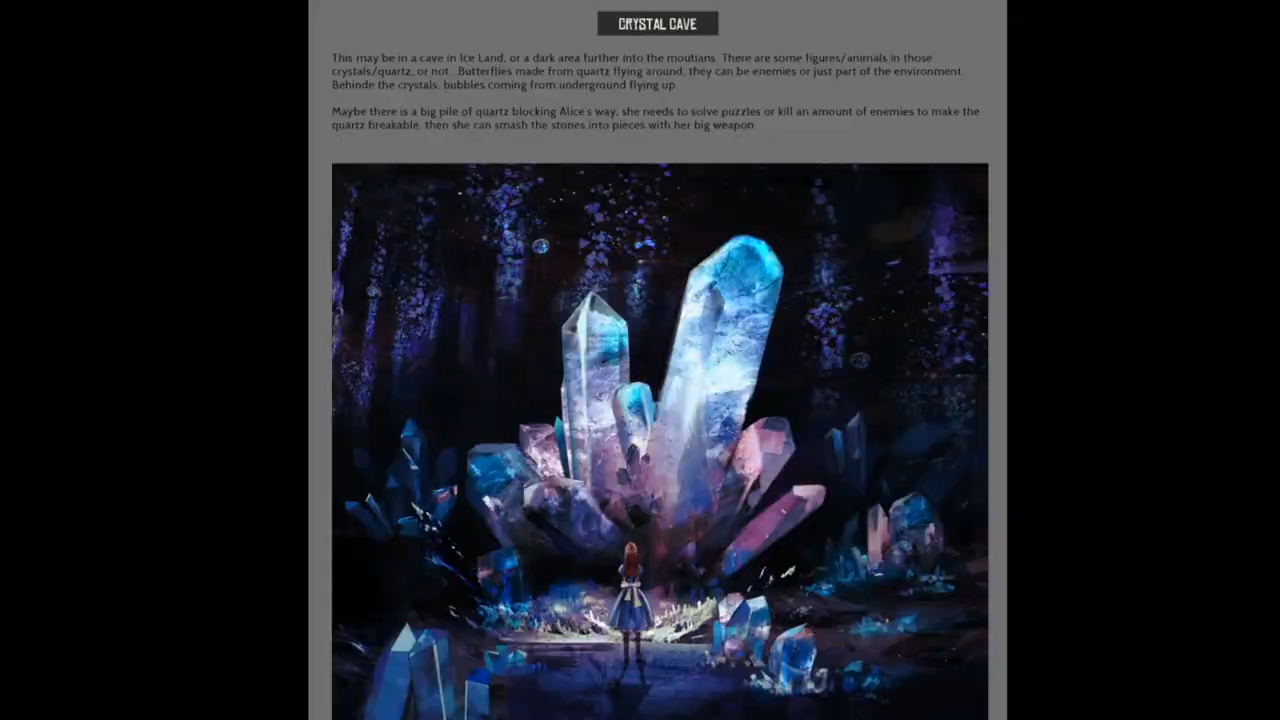 CRYSTAL CAVE
This may be in a cave in Ice Land, or a dark area further into the moutians. There are some figures/animals in those
crystals/quartz, or not...Butterflies made from quartz flying around, they can be enemies or just part of the environment.
Behinde the crystals, bubbles coming from underground flying up.
Maybe there is a big pile of quartz blocking Alice's way, she needs to solve puzzles or kill an amount of enemies to make the
quartz breakable, then she can smash the stones into pieces with her big weapon.